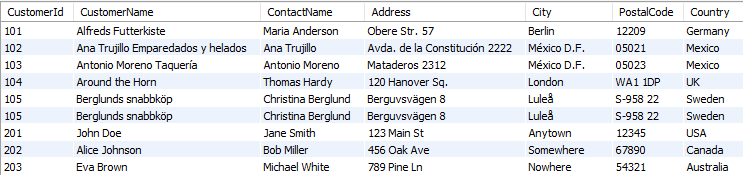 CustomerId CustomerName ContactName Address City PostalCode Country
101 Alfreds Futterkiste Maria Anderson Obere Str. 57 Berlin 12209 Germany
102 Ana Trujillo Emparedados y helados Ana Trujillo Avda. de la Constitución 2222 México D.F. 05021 Mexico
103 Antonio Moreno Taquería Antonio Moreno Mataderos 2312 México D.F. 05023 Mexico
104 Around the Horn Thomas Hardy 120 Hanover Sq. London WA1 1DP UK
105 Berglunds snabbköp Christina Berglund Berguvsvägen 8 Luleå S-958 22 Sweden
105 Berglunds snabbköp Christina Berglund Berguvsvägen 8 Luleå S-958 22 Sweden
201 John Doe Jane Smith 123 Main St Anytown 12345 USA
202 Alice Johnson Bob Miller 456 Oak Ave Somewhere 67890 Canada
203 Eva Brown Michael White 789 Pine Ln Nowhere 54321 Australia